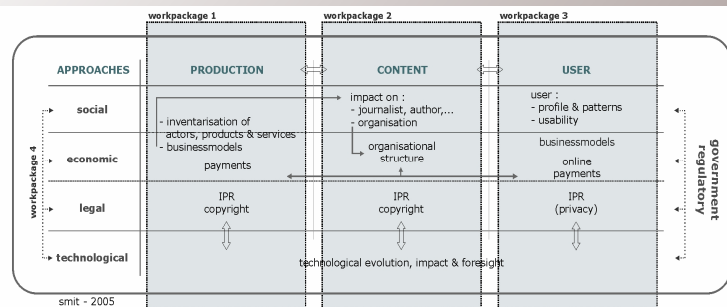 workpackage 1
workpackage 2
workpackage 3
APPROACHES
PRODUCTION
CONTENT
USER
social
- inventarisation of
actors, products & services
- businessmodels
impact on :
- journalist, author,...
- organisation
user :
- profile & patterns
- usability
economic
payments
organisational
structure
businessmodels
online
payments
legal
IPR
copyright
IPR
copyright
IPR
(privacy)
technological
technological evolution, impact & foresight
workpackage 4
government
regulatory
smit - 2005